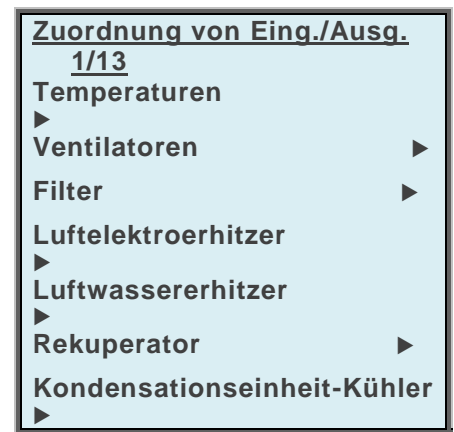 Zuordnung von Eing./Ausg.
1/13
Temperaturen
▶
Ventilatoren ▶
Filter ▶
Luftelektroerhitzer
▶
Luftwassererhitzer
▶
Rekuperator ▶
Kondensationseinheit-Kühler
▶